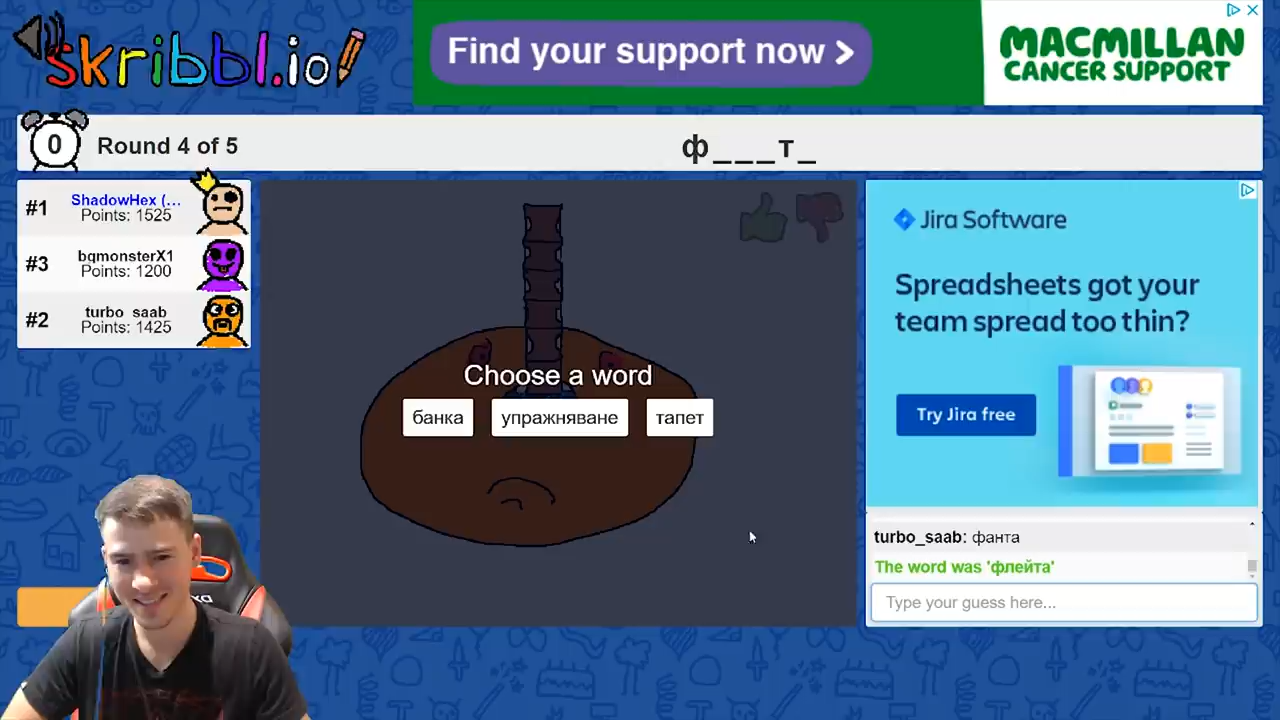 skribbl.io
Find your support now >
MACMILLAN
CANCER SUPPORT
0
Round 4 of 5
ф___т_
#1
ShadowHex (...
Points: 1525
#3
bgmonsterX1
Points: 1200
#2
turbo_saab
Points: 1425
Choose a word
банка
упражняване
тапет
Jira Software
Spreadsheets got your
team spread too thin?
Try Jira free
turbo_saab: фанта
The word was 'флейта'
Type your guess here...